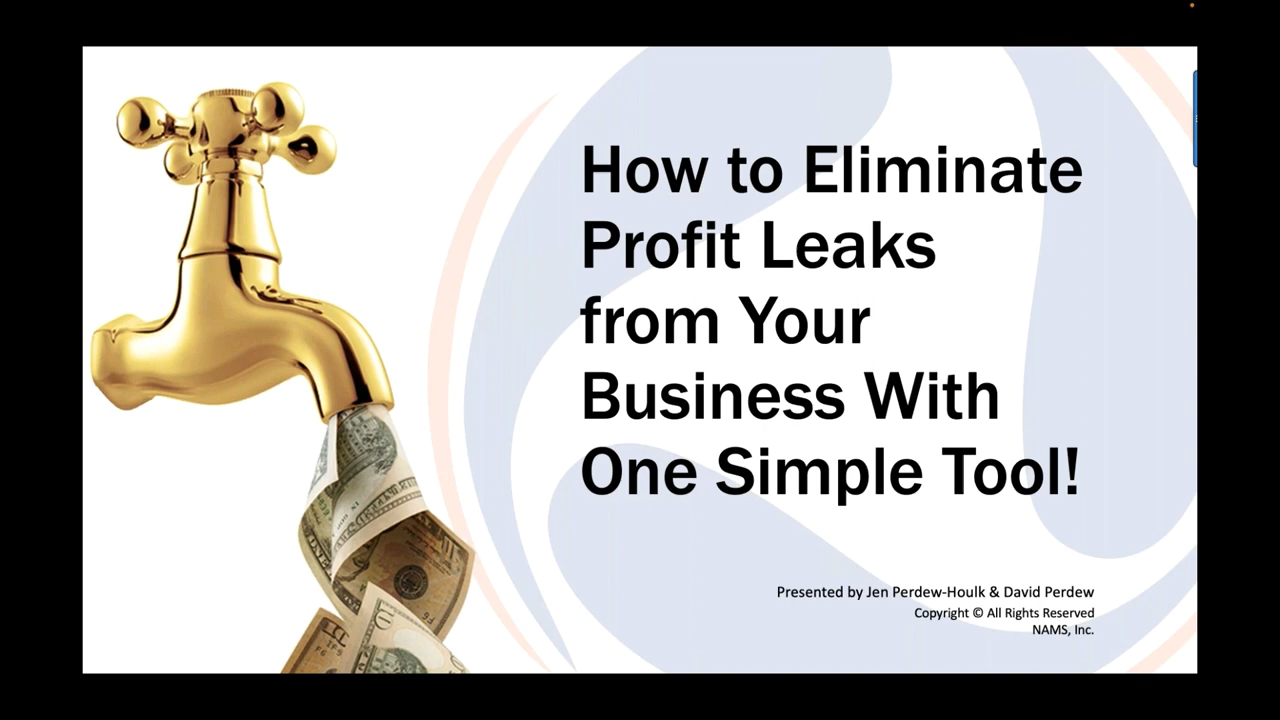 How to Eliminate
Profit Leaks
from Your
Business With
One Simple Tool!
Presented by Jen Perdew-Houlk & David Perdew
Copyright © All Rights Reserved
NAMS, Inc.